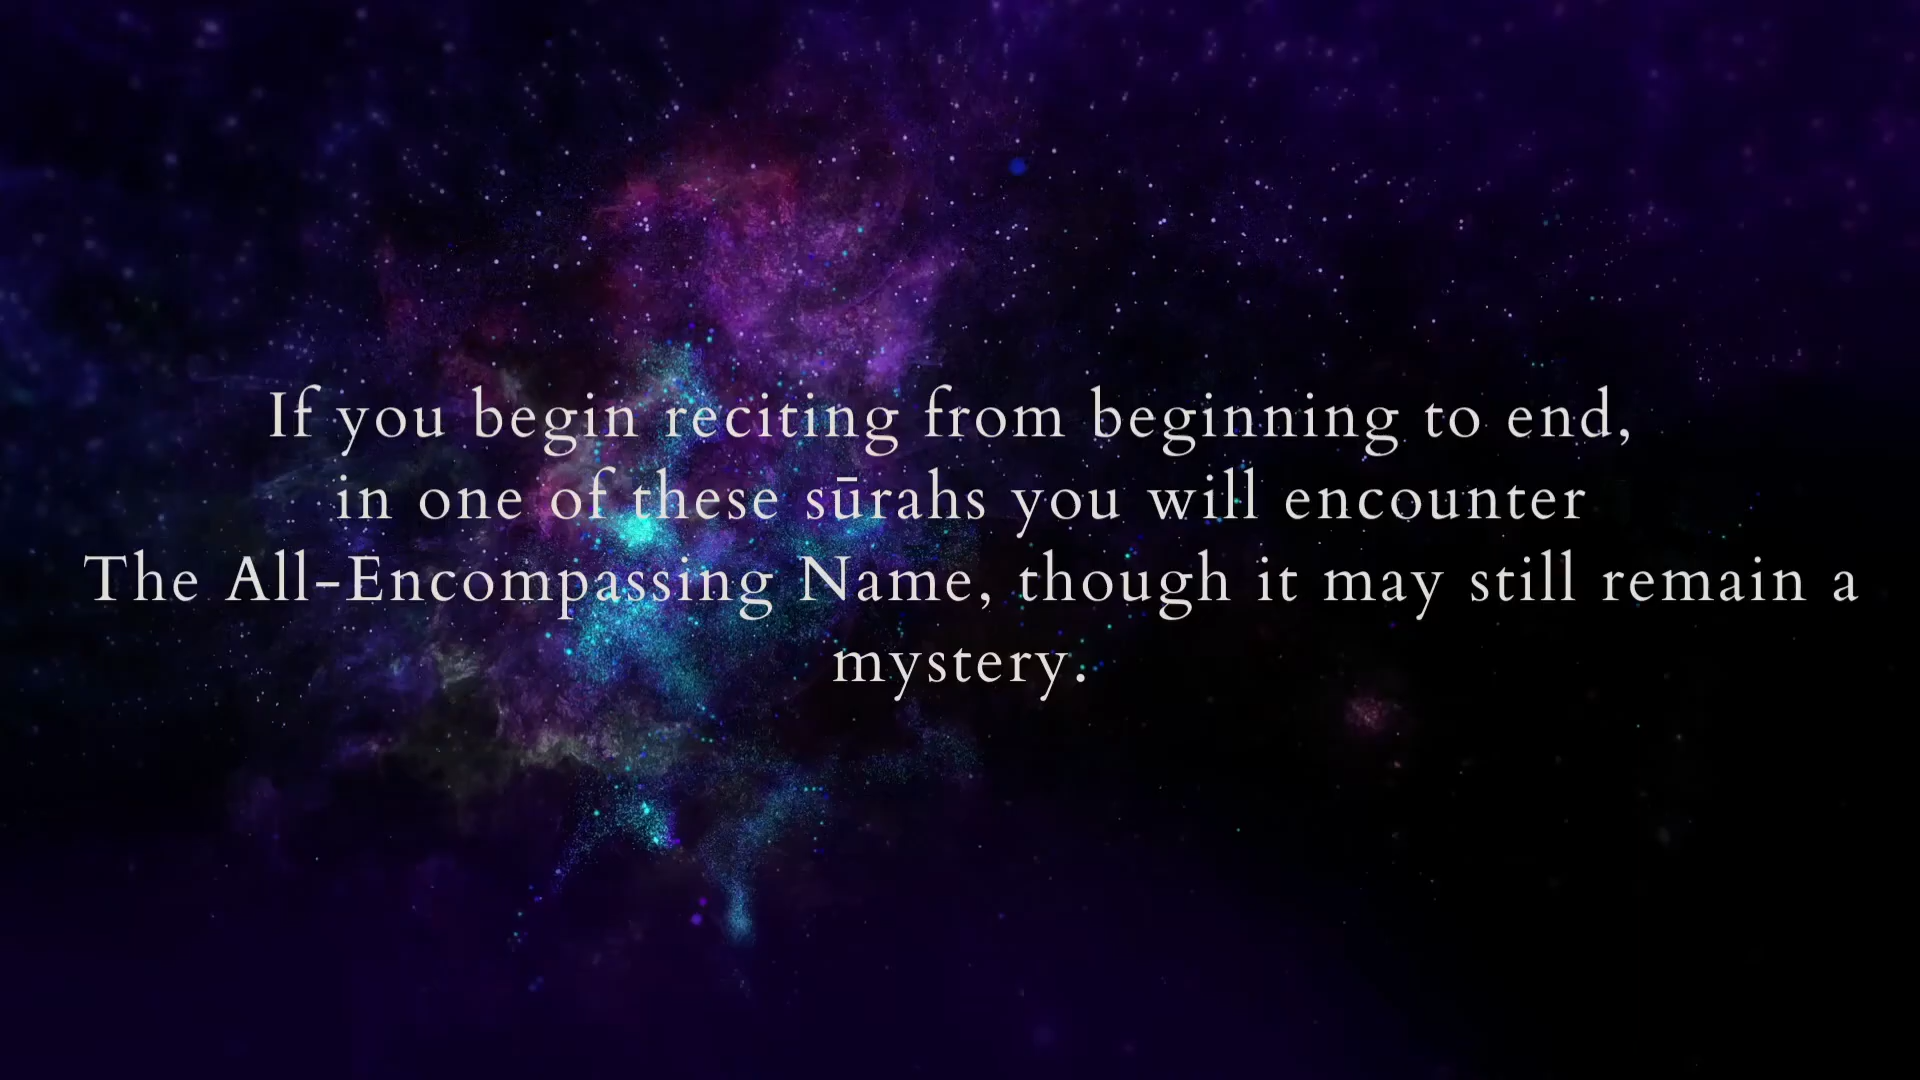 If you begin reciting from beginning to end,
in one of these sūrahs you will encounter
The All-Encompassing Name, though it may still remain a
mystery.